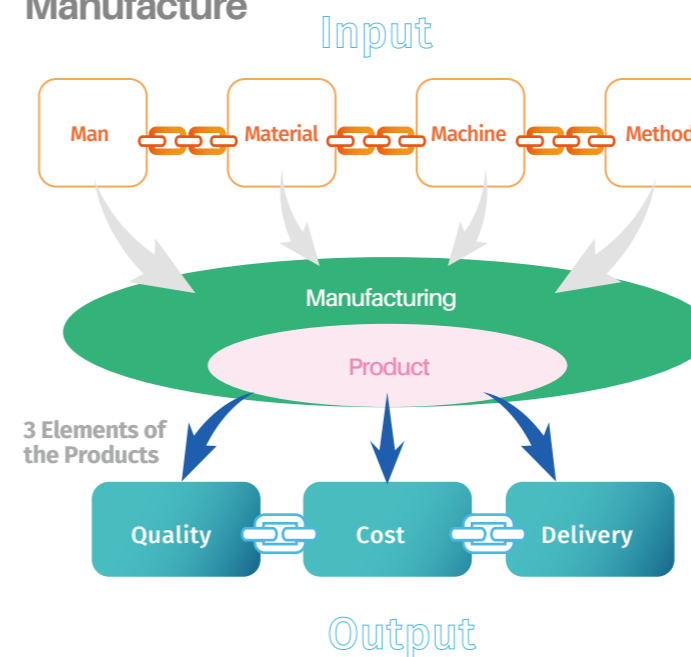 Manufacture
Input
Man
Material
Machine
Method
Manufacturing
Product
3 Elements of
the Products
Quality
Cost
Delivery
Output